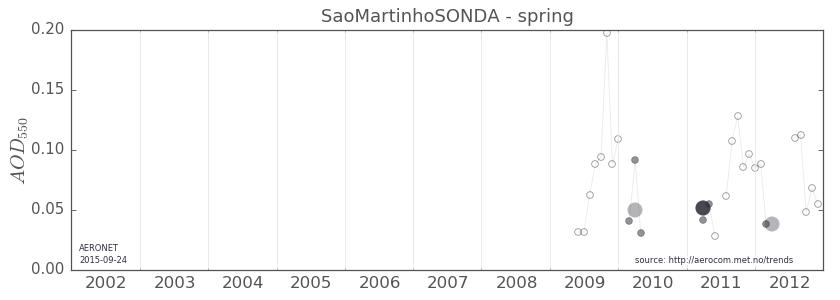 SaoMartinhoSONDA - spring
0.20
0.15
0.10
0.05
0.00
AOD550
AERONET
2015-09-24
source: http://aerocom.met.no/trends
2002 2003 2004 2005 2006 2007 2008 2009 2010 2011 2012